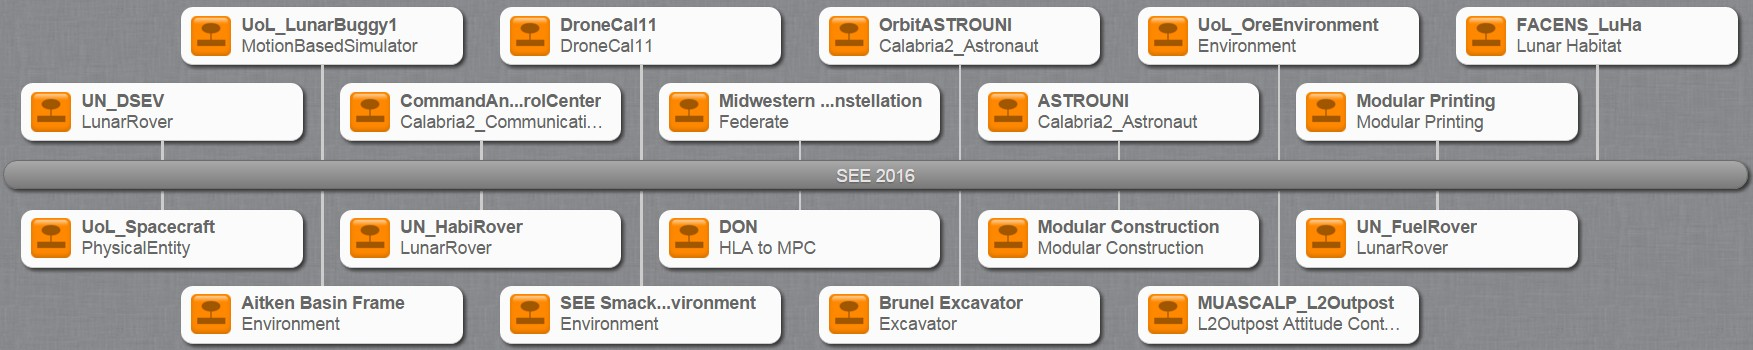 UoL_LunarBuggy1
MotionBasedSimulator
DroneCal11
DroneCal11
OrbitASTROUNI
Calabria2_Astronaut
UoL_OreEnvironment
Environment
FACENS_LuHa
Lunar Habitat
UN_DSEV
LunarRover
CommandAn...rolCenter
Calabria2_Communicati...
Midwestern ...nstellation
Federate
ASTROUNI
Calabria2_Astronaut
Modular Printing
Modular Printing
SEE 2016
UoL_Spacecraft
PhysicalEntity
UN_HabiRover
LunarRover
DON
HLA to MPC
Modular Construction
Modular Construction
UN_FuelRover
LunarRover
Aitken Basin Frame
Environment
SEE Smack...vironment
Environment
Brunel Excavator
Excavator
MUASCALP_L2Outpost
L2Outpost Attitude Cont...